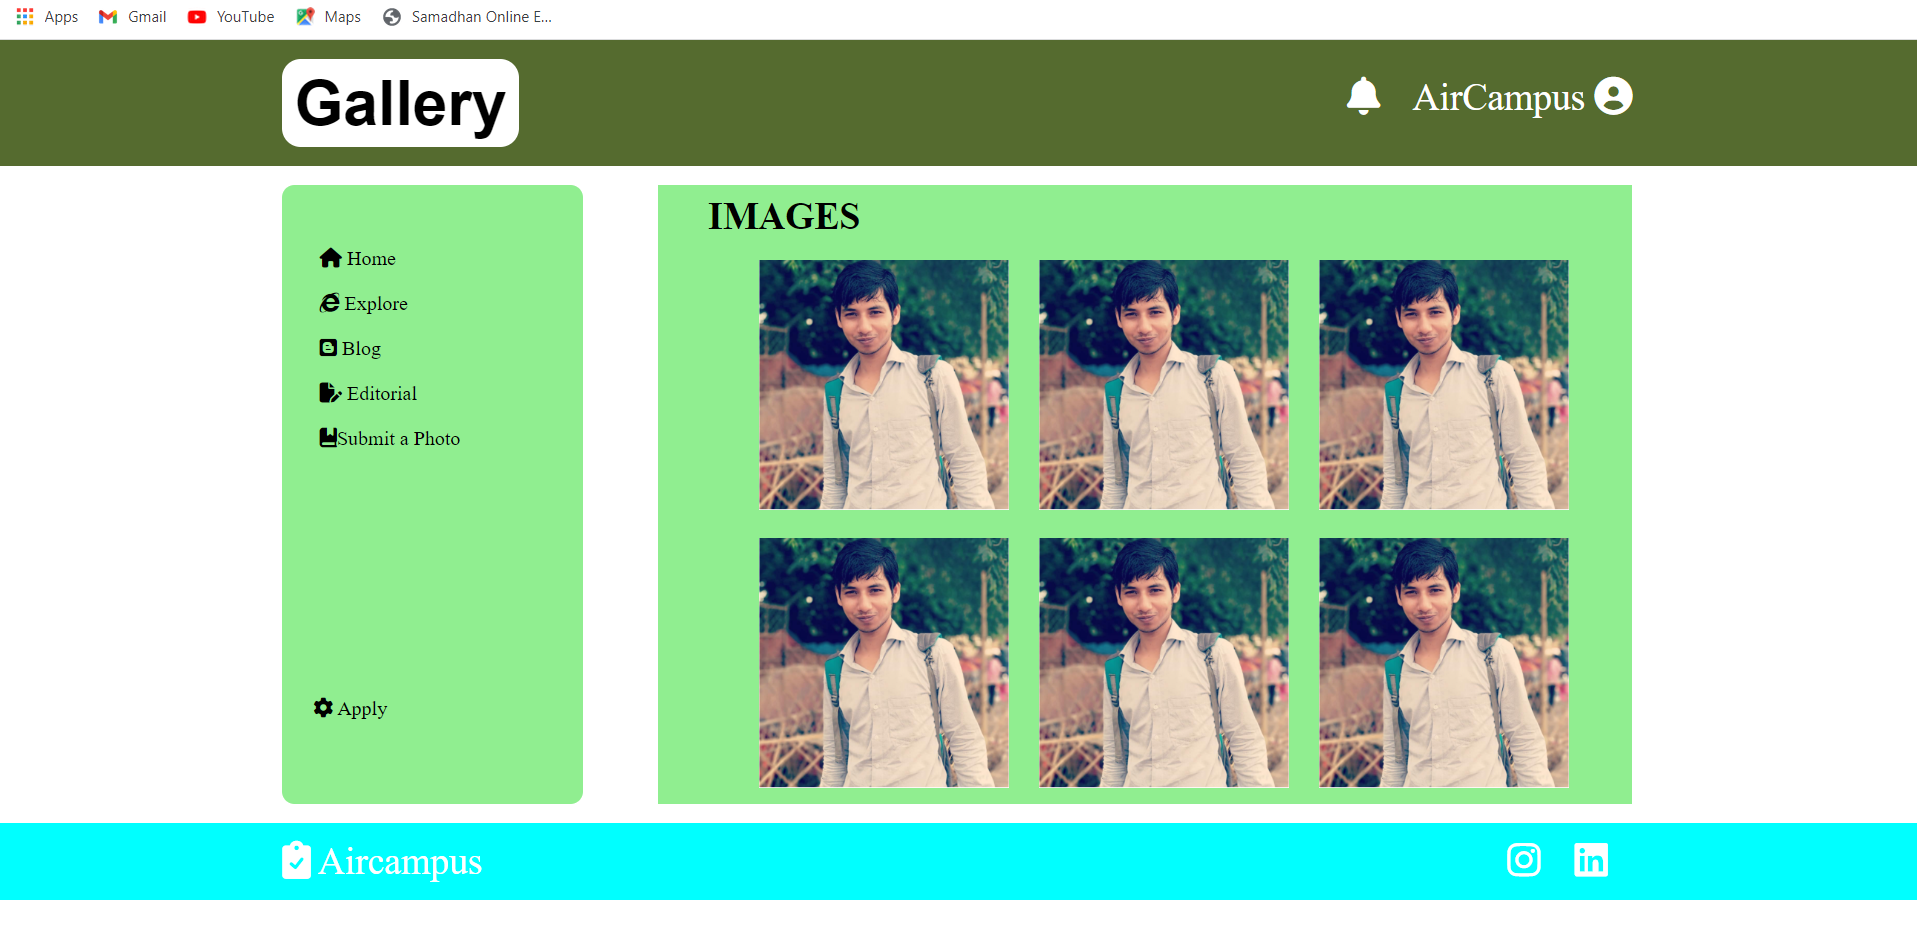 Apps Gmail YouTube Maps Samadhan Online E...
Gallery
AirCampus
Home
Explore
Blog
Editorial
Submit a Photo
Apply
IMAGES
Aircampus